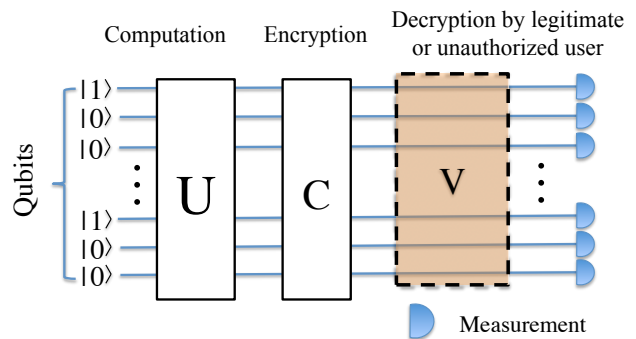 Computation
Encryption
Decryption by legitimate
or unauthorized user
Qubits
|1⟩
|0⟩
|0⟩
|1⟩
|0⟩
|0⟩
U
C
V
Measurement